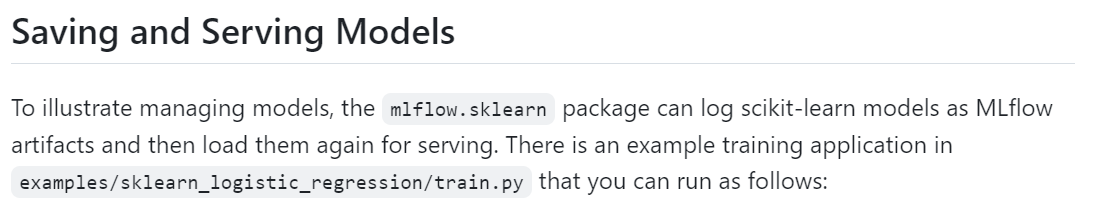 Saving and Serving Models
To illustrate managing models, the mlflow.sklearn package can log scikit-learn models as MLflow
artifacts and then load them again for serving. There is an example training application in
examples/sklearn_logistic_regression/train.py that you can run as follows: